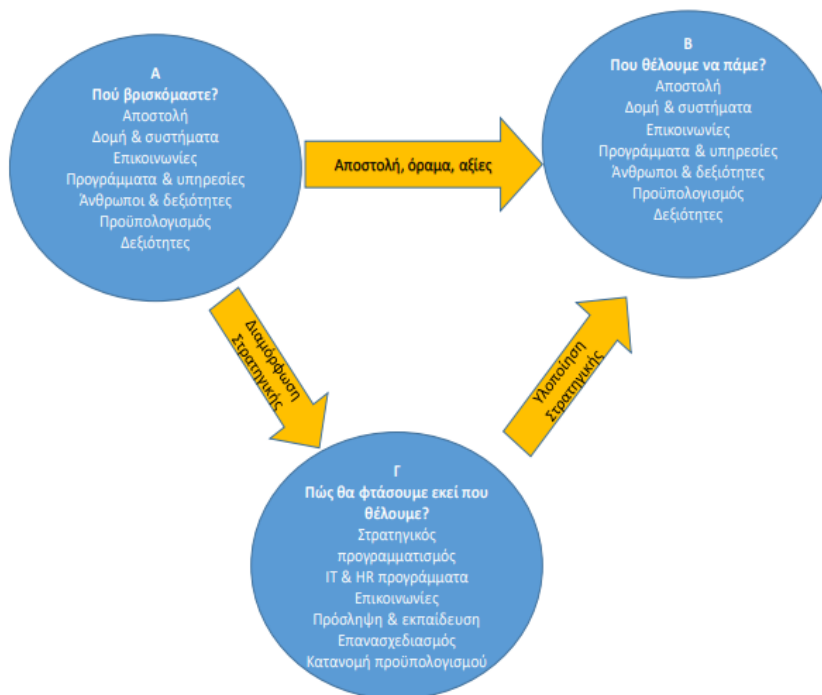 Α
Πού βρισκόμαστε?
Αποστολή
Δομή & συστήματα
Επικοινωνίες
Προγράμματα & υπηρεσίες
Άνθρωποι & δεξιότητες
Προϋπολογισμός
Δεξιότητες
Αποστολή, όραμα, αξίες
Β
Που θέλουμε να πάμε?
Αποστολή
Δομή & συστήματα
Επικοινωνίες
Προγράμματα & υπηρεσίες
Άνθρωποι & δεξιότητες
Προϋπολογισμός
Δεξιότητες
Διαμόρφωση
Στρατηγικής
Υλοποίηση
Στρατηγικής
Γ
Πώς θα φτάσουμε εκεί που
θέλουμε?
Στρατηγικός
προγραμματισμός
IT & HR προγράμματα
Επικοινωνίες
Πρόσληψη & εκπαίδευση
Επανασχεδιασμός
Κατανομή προϋπολογισμού